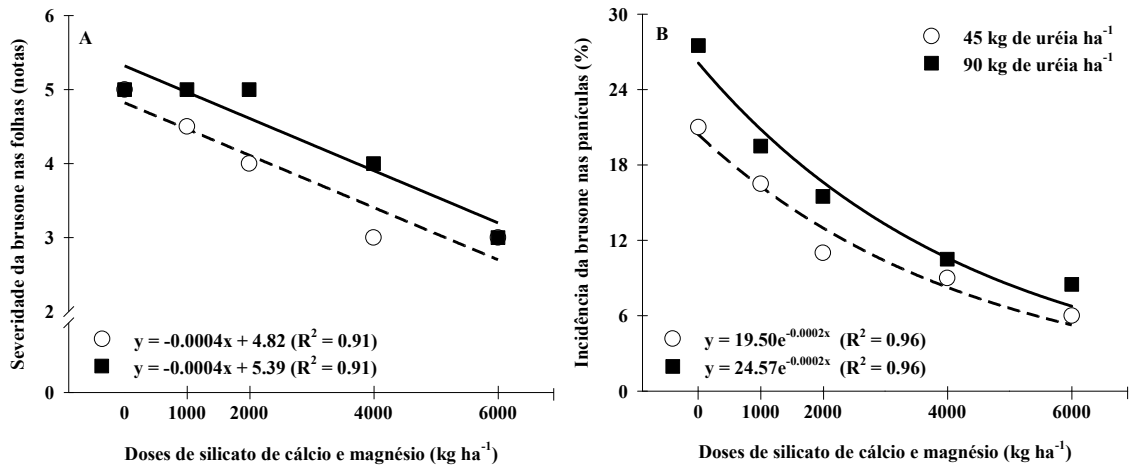 A
Severidade da brusone nas folhas (notas)
6
5
4
3
2
0
y = -0.0004x + 4.82 (R² = 0.91)
y = -0.0004x + 5.39 (R² = 0.91)
0 1000 2000 4000 6000
Doses de silicato de cálcio e magnésio (kg ha⁻¹)
B
Incidência da brusone nas panículas (%)
30
24
18
12
6
0
45 kg de uréia ha⁻¹
90 kg de uréia ha⁻¹
y = 19.50e⁻⁰·⁰⁰⁰²ˣ (R² = 0.96)
y = 24.57e⁻⁰·⁰⁰⁰²ˣ (R² = 0.96)
0 1000 2000 4000 6000
Doses de silicato de cálcio e magnésio (kg ha⁻¹)